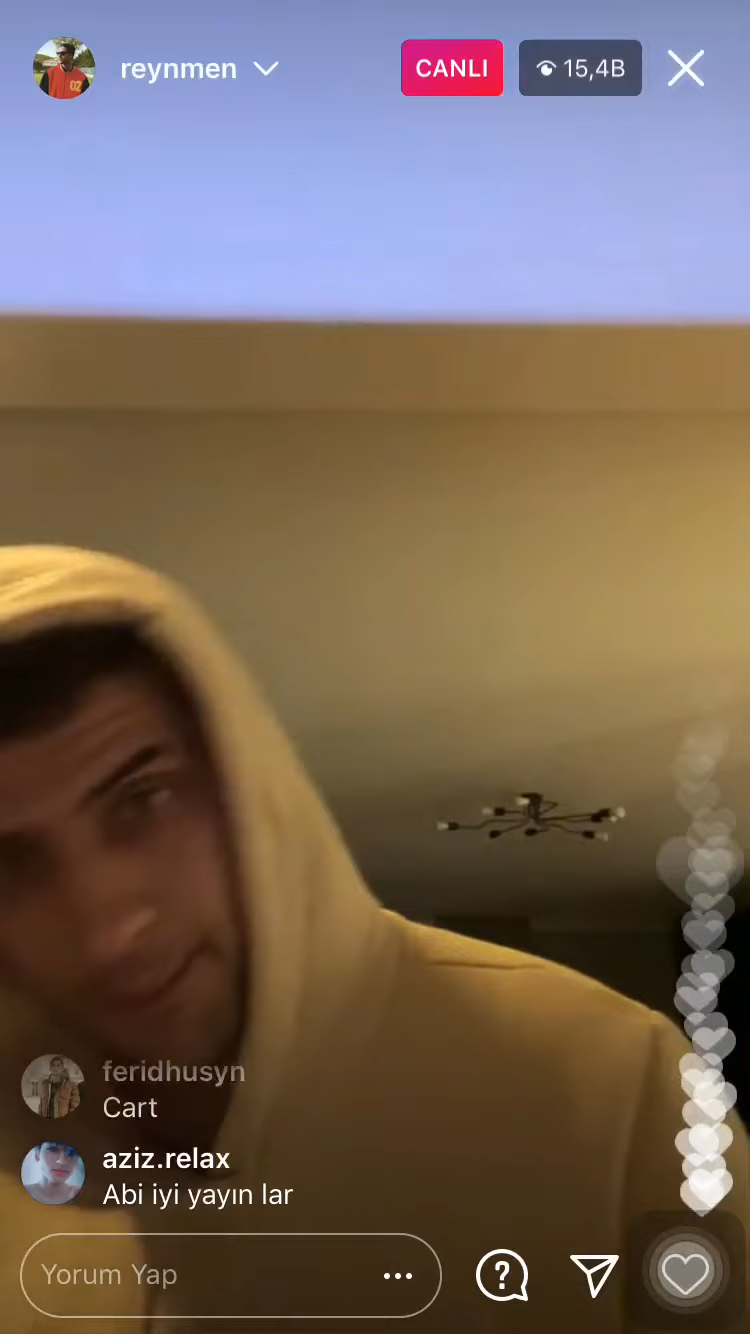 reynmen
CANLI
15,4B
feridhusyn
Cart
aziz.relax
Abi iyi yayın lar
Yorum Yap